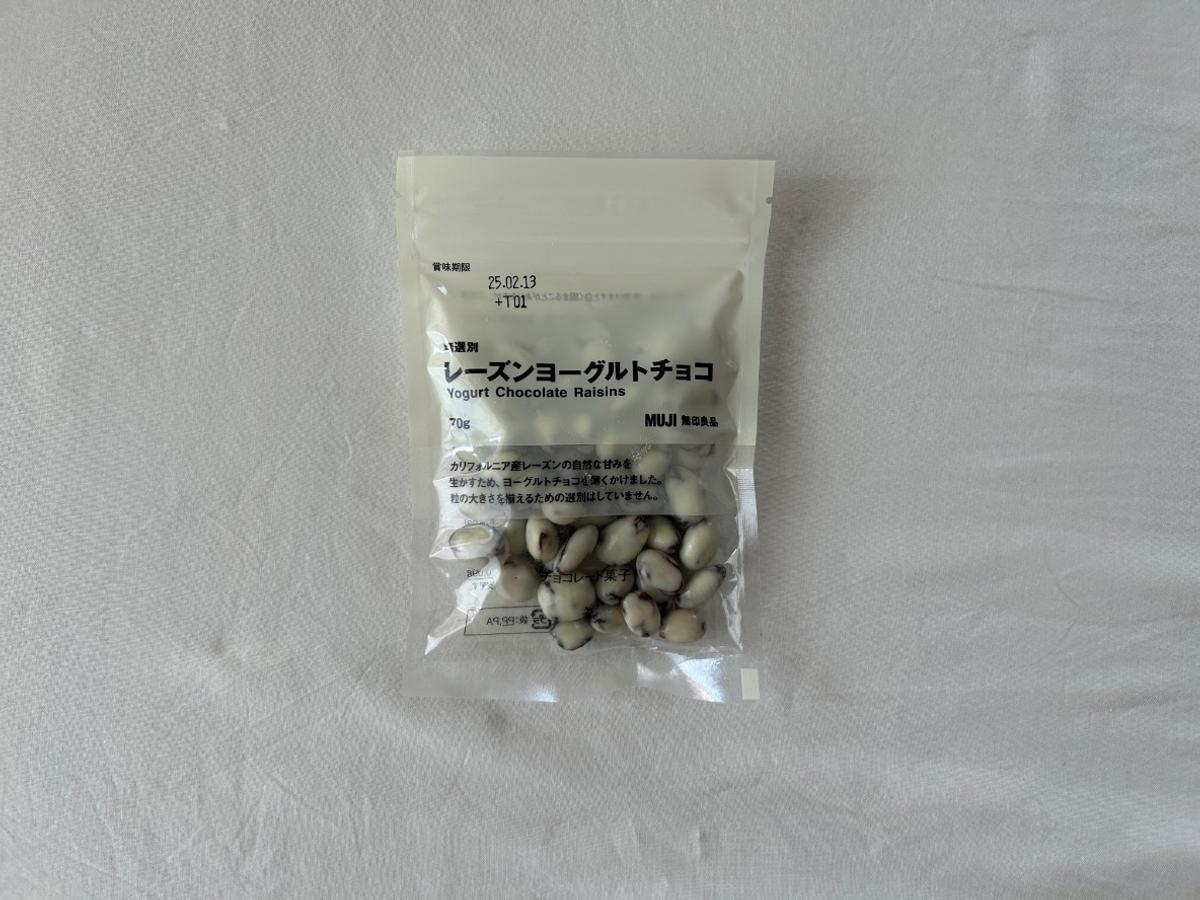 賞味期限
25.02.13
+T01
選別
レーズンヨーグルトチョコ
Yogurt Chocolate Raisins
70g
MUJI 無印良品
カリフォルニア産レーズンの自然な甘みを
生かすため、ヨーグルトチョコを薄くかけました。
粒の大きさを揃えるための選別はしていません。
チョコレート菓子
袋:PP,PA